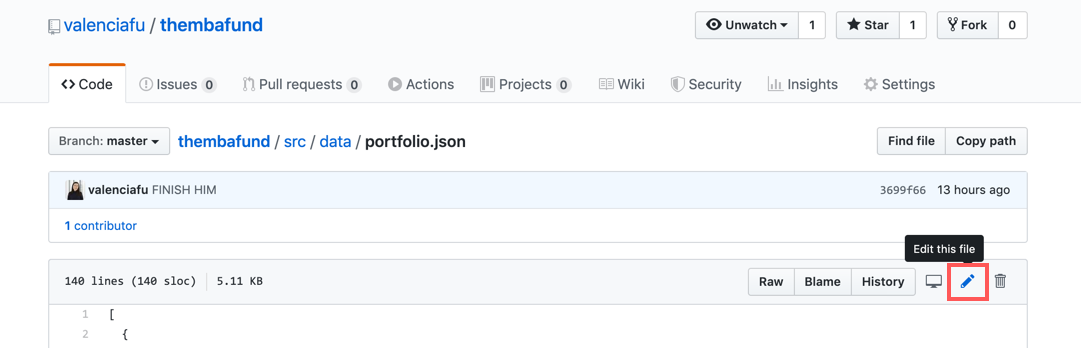 valenciafu / thembafund
Unwatch 1 Star 1 Fork 0
Code Issues 0 Pull requests 0 Actions Projects 0 Wiki Security Insights Settings
Branch: master thembafund / src / data / portfolio.json Find file Copy path
valenciafu FINISH HIM 3699f66 13 hours ago
1 contributor
Edit this file
140 lines (140 sloc) 5.11 KB Raw Blame History
1 [
2 {